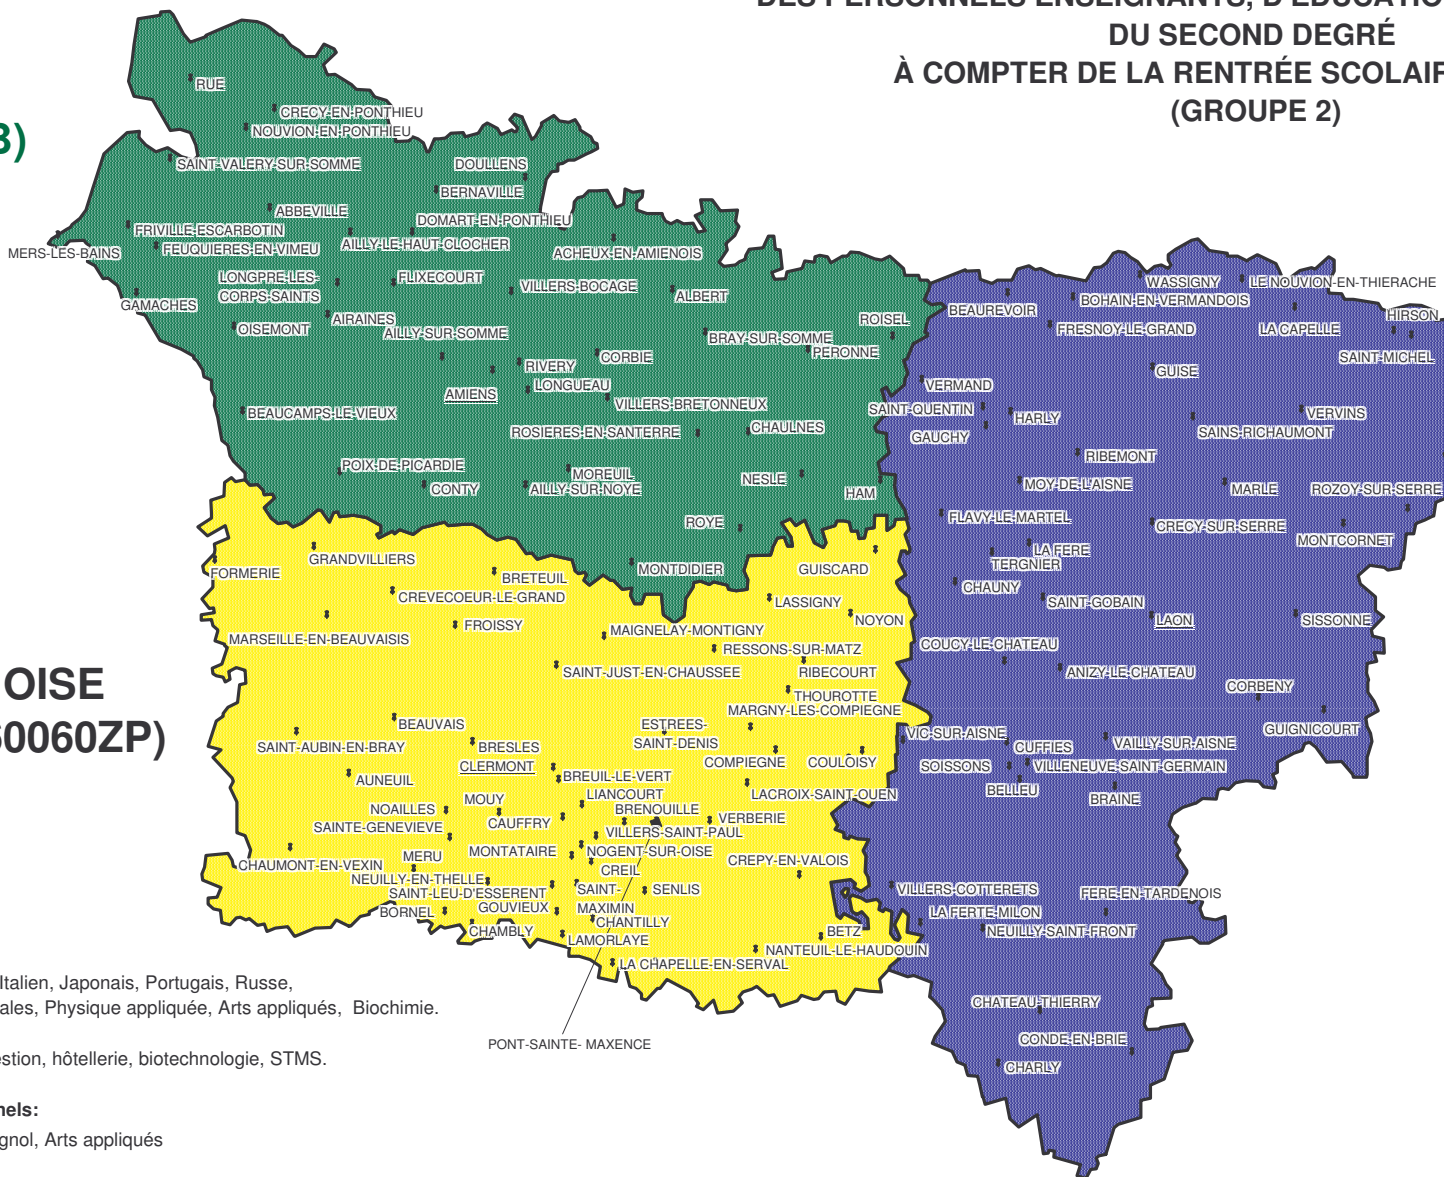 DES PERSONNELS ENSEIGNANTS, D'EDUCATION
DU SECOND DEGRÉ
À COMPTER DE LA RENTRÉE SCOLAIR
(GROUPE 2)
3)
RUE
CRECY-EN-PONTHIEU
NOUVION-EN-PONTHIEU
SAINT-VALERY-SUR-SOMME
DOULLENS
BERNAVILLE
ABBEVILLE
DOMART-EN-PONTHIEU
FRIVILLE-ESCARBOTIN
MERS-LES-BAINS
FEUQUIERES-EN-VIMEU
AILLY-LE-HAUT-CLOCHER
ACHEUX-EN-AMIENOIS
LONGPRE-LES-
CORPS-SAINTS
FLIXECOURT
VILLERS-BOCAGE
ALBERT
GAMACHES
OISEMONT
AIRAINES
AILLY-SUR-SOMME
ROISEL
BRAY-SUR-SOMME
PERONNE
CORBIE
RIVERY
LONGUEAU
AMIENS
VILLERS-BRETONNEUX
BEAUCAMPS-LE-VIEUX
ROSIERES-EN-SANTERRE
CHAULNES
POIX-DE-PICARDIE
MOREUIL
CONTY
AILLY-SUR-NOYE
NESLE
HAM
ROYE
MONTDIDIER
WASSIGNY
LE NOUVION-EN-THIERACHE
BEAUREVOIR
BOHAIN-EN-VERMANDOIS
FRESNOY-LE-GRAND
LA CAPELLE
HIRSON
SAINT-MICHEL
GUISE
VERMAND
SAINT-QUENTIN
HARLY
GAUCHY
VERVINS
SAINS-RICHAUMONT
RIBEMONT
MOY-DE-L'AISNE
MARLE
ROZOY-SUR-SERRE
FLAVY-LE-MARTEL
CRECY-SUR-SERRE
MONTCORNET
LA FERE
TERGNIER
CHAUNY
SAINT-GOBAIN
LAON
SISSONNE
COUCY-LE-CHATEAU
ANIZY-LE-CHATEAU
CORBENY
GUIGNICOURT
VIC-SUR-AISNE
CUFFIES
VAILLY-SUR-AISNE
SOISSONS
VILLENEUVE-SAINT-GERMAIN
BELLEU
BRAINE
VILLERS-COTTERETS
FERE-EN-TARDENOIS
LA FERTE-MILON
NEUILLY-SAINT-FRONT
CHATEAU-THIERRY
CONDE-EN-BRIE
CHARLY
FORMERIE
GRANDVILLIERS
BRETEUIL
CREVECOEUR-LE-GRAND
GUISCARD
LASSIGNY
NOYON
MARSEILLE-EN-BEAUVAISIS
FROISSY
MAIGNELAY-MONTIGNY
RESSONS-SUR-MATZ
SAINT-JUST-EN-CHAUSSEE
RIBECOURT
THOUROTTE
MARGNY-LES-COMPIEGNE
BEAUVAIS
ESTREES-
SAINT-DENIS
SAINT-AUBIN-EN-BRAY
BRESLES
CLERMONT
COMPIEGNE
COULOISY
AUNEUIL
BREUIL-LE-VERT
LIANCOURT
LACROIX-SAINT-OUEN
NOAILLES
MOUY
BRENOUILLE
SAINTE-GENEVIEVE
CAUFFRY
VERBERIE
VILLERS-SAINT-PAUL
CHAUMONT-EN-VEXIN
MERU
MONTATAIRE
NOGENT-SUR-OISE
CREPY-EN-VALOIS
CREIL
NEUILLY-EN-THELLE
SAINT-LEU-D'ESSERENT
SAINT-
MAXIMIN
SENLIS
BORNEL
GOUVIEUX
CHANTILLY
CHAMBLY
LAMORLAYE
BETZ
NANTEUIL-LE-HAUDOUIN
LA CHAPELLE-EN-SERVAL
PONT-SAINTE- MAXENCE
OISE
60060ZP)
Italien, Japonais, Portugais, Russe,
ales, Physique appliquée, Arts appliqués, Biochimie.
estion, hôtellerie, biotechnologie, STMS.
nels:
gnol, Arts appliqués